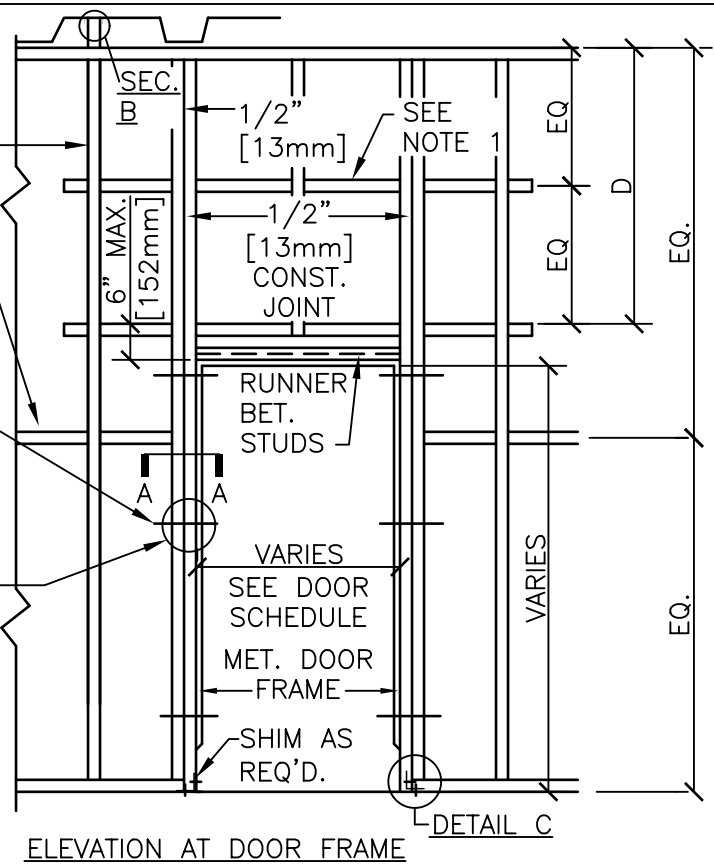 SEC.
B
1/2"
[13mm]
SEE
NOTE 1
EQ
D
EQ.
6" MAX.
[152mm]
1/2"
[13mm]
CONST.
JOINT
EQ
RUNNER
BET.
STUDS
A A
VARIES
SEE DOOR
SCHEDULE
VARIES
EQ.
MET. DOOR
FRAME
SHIM AS
REQ'D.
DETAIL C
ELEVATION AT DOOR FRAME